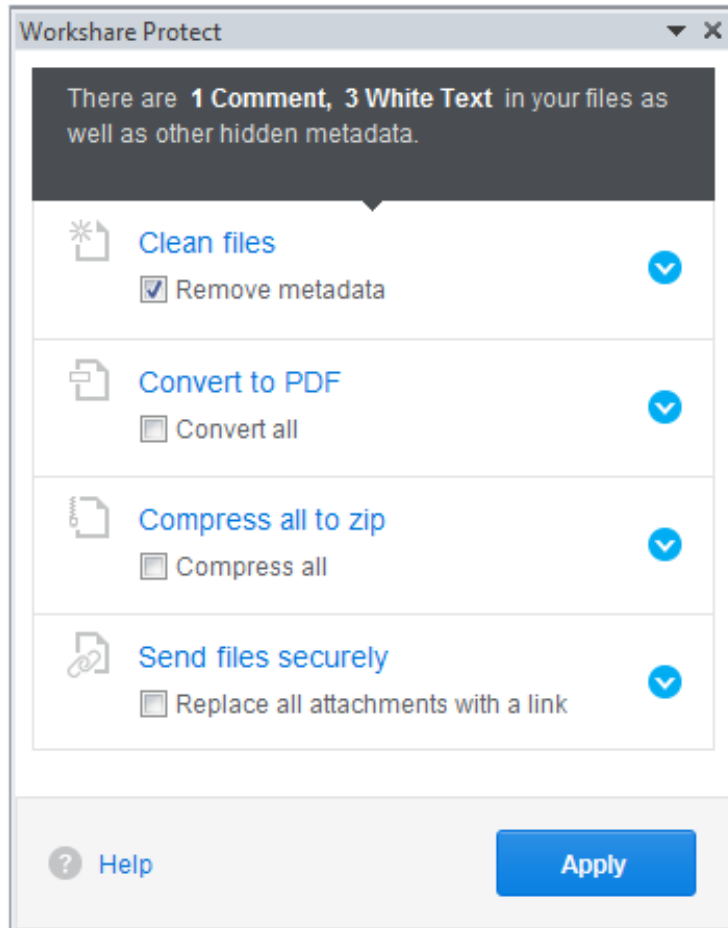 Workshare Protect
There are 1 Comment, 3 White Text in your files as
well as other hidden metadata.
Clean files
Remove metadata
Convert to PDF
Convert all
Compress all to zip
Compress all
Send files securely
Replace all attachments with a link
? Help
Apply